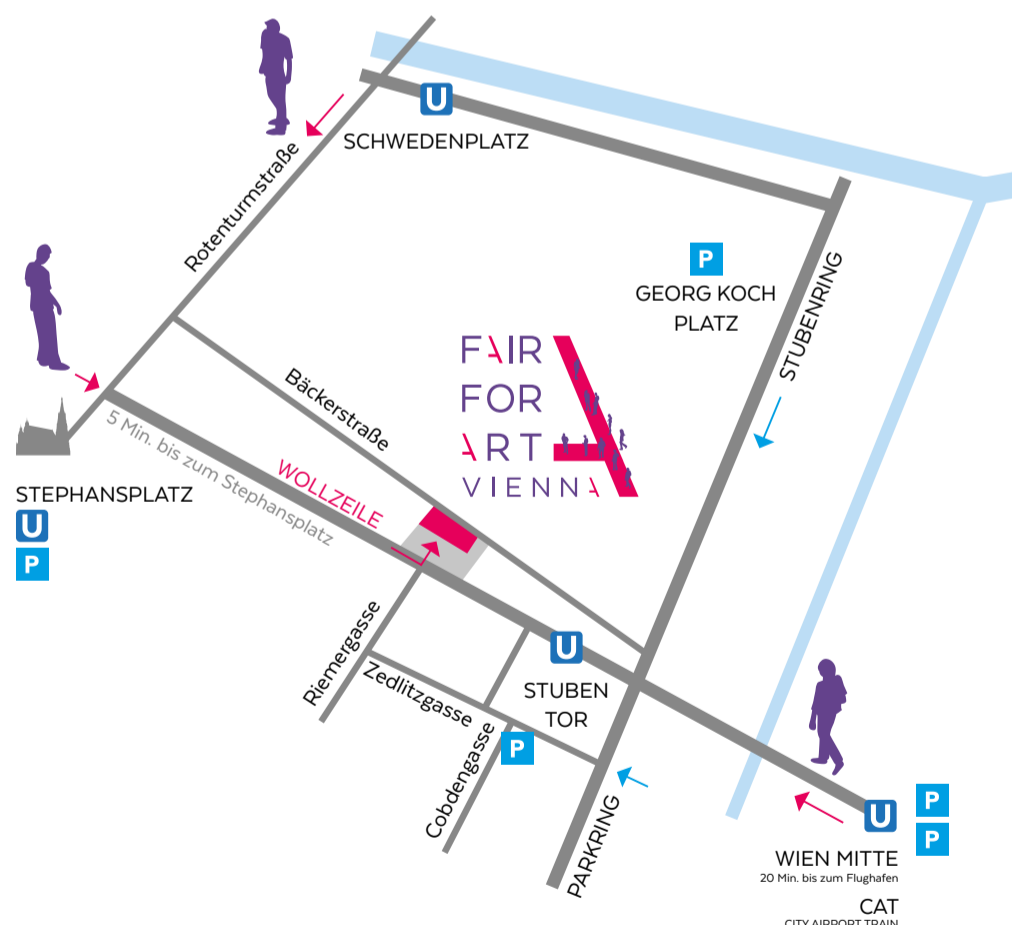 U
SCHWEDENPLATZ
Rotenturmstraße
P
GEORG KOCH
PLATZ
STUBENRING
FAIR
FOR
ART
VIENNA
Bäckerstraße
5 Min. bis zum Stephansplatz
WOLLZEILE
STEPHANSPLATZ
U
P
Riemergasse
Zedlitzgasse
Cobdengasse
U
STUBEN
TOR
P
PARKRING
U
P
P
WIEN MITTE
20 Min. bis zum Flughafen
CAT
CITY AIRPORT TRAIN